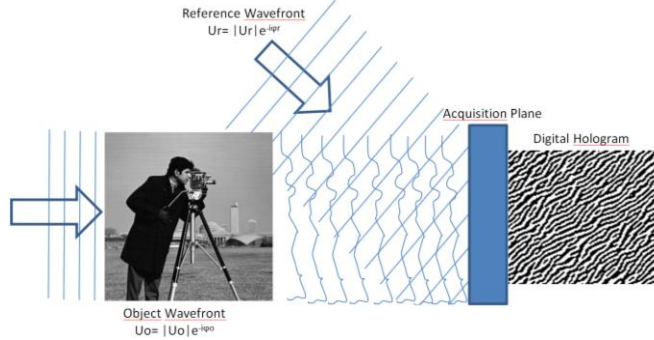 Reference Wavefront
Ur= |Ur|e-iφr
Acquisition Plane
Digital Hologram
Object Wavefront
Uo= |Uo|e-iφo